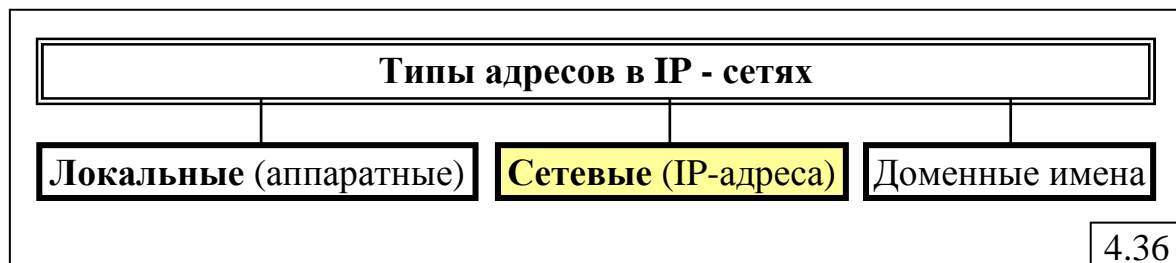 Типы адресов в IP - сетях
Локальные (аппаратные) Сетевые (IP-адреса) Доменные имена
4.36